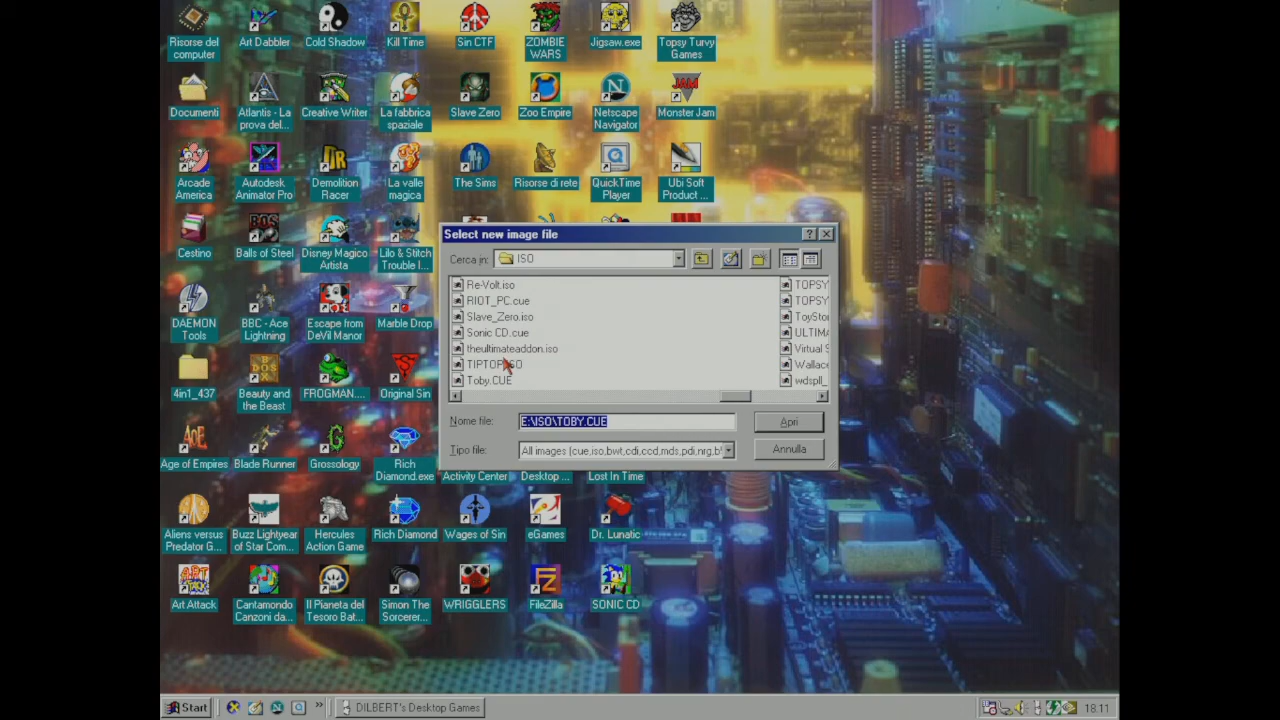 Risore del
computer
Art Dabbler
Cold Shadow
Kill Time
Sin CTF
ZOMBIE
WARS
Jigsaw.exe
Topsy Turvy
Games
Documenti
Atlantis - La
prova del...
Creative Writer
La fabbrica
spaziale
Slave Zero
Zoo Empire
Netscape
Navigator
Monster Jam
Arcade
America
Autodesk
Animator Pro
Demolition
Racer
La valle
magica
The Sims
Risorse di rete
QuickTime
Player
Ubi Soft
Product ...
Cestino
Balls of Steel
Disney Magico
Artista
Lilo & Stitch
Trouble I...
DAEMON
Tools
BBC - Ace
Lightning
Escape from
DeVil Manor
Marble Drop
4in1_437
Beauty and
the Beast
FROGMAN....
Original Sin
Age of Empires
Blade Runner
Grossology
Rich
Diamond.exe
Activity Center
Desktop ...
Lost In Time
Aliens versus
Predator G...
Buzz Lightyear
of Star Com...
Hercules
Action Game
Rich Diamond
Wages of Sin
eGames
Dr. Lunatic
Art Attack
Cantamondo
Canzoni da...
Il Pianeta del
Tesoro Bat...
Simon The
Sorcerer...
WRIGGLERS
FileZilla
SONIC CD
Select new image file
Cerca in:
ISO
Re-Volt.iso
RIOT_PC.cue
Slave_Zero.iso
Sonic CD.cue
theultimateaddon.iso
TIPTOP.ISO
Toby.CUE
TOPSY
TOPSY
ToyStor
ULTIMA
Virtual S
Wallace
wdspll_
Nome file:
E:\ISO\TOBY.CUE
Apri
Tipo file:
All images (cue,iso,bwt,cdi,ccd,mds,pdi,nrg,b
Annulla
Start
DILBERT's Desktop Games
18.11